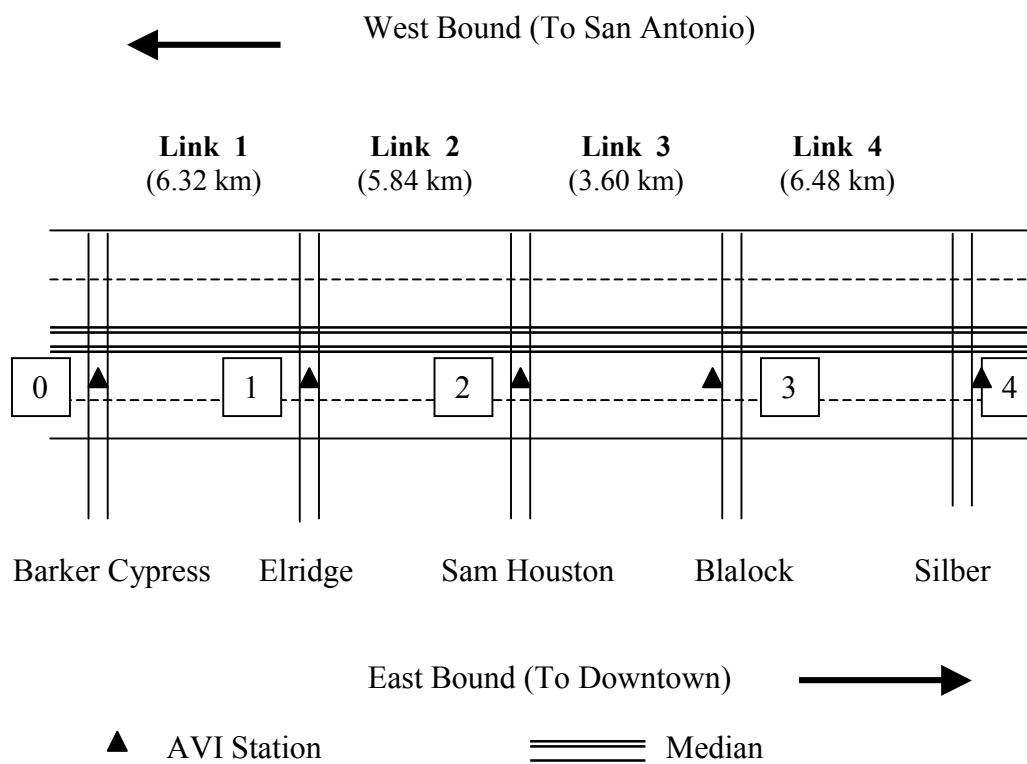 West Bound (To San Antonio)
Link 1 Link 2 Link 3 Link 4
(6.32 km) (5.84 km) (3.60 km) (6.48 km)
0 1 2 3 4
Barker Cypress Elridge Sam Houston Blalock Silber
East Bound (To Downtown)
AVI Station Median